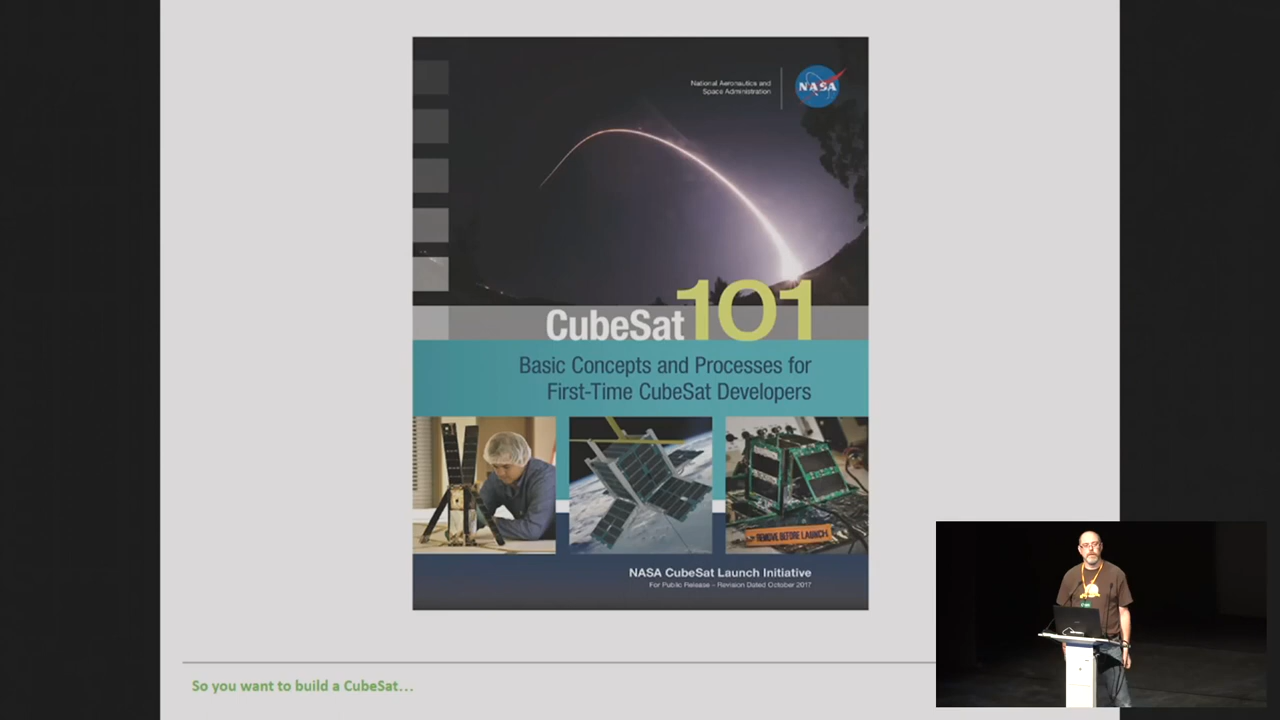 National Aeronautics and
Space Administration
NASA
CubeSat 101
Basic Concepts and Processes for
First-Time CubeSat Developers
REMOVE BEFORE LAUNCH
NASA CubeSat Launch Initiative
For Public Release – Revision Dated October 2017
So you want to build a CubeSat...